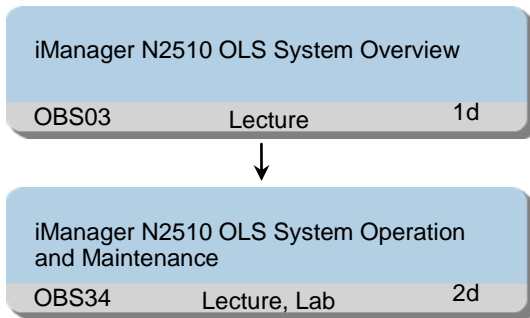 iManager N2510 OLS System Overview
OBS03 Lecture 1d
iManager N2510 OLS System Operation
and Maintenance
OBS34 Lecture, Lab 2d